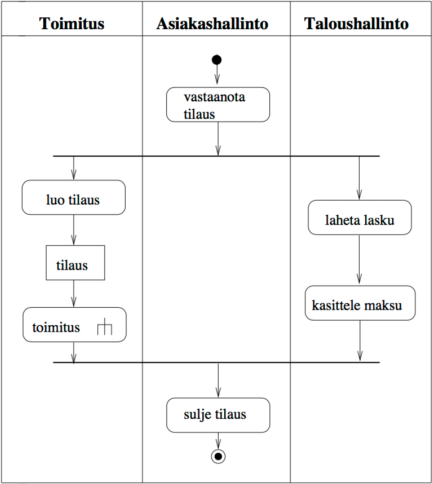 Toimitus
Asiakashallinto
Taloushallinto
vastaanota
tilaus
luo tilaus
laheta lasku
tilaus
kasittele maksu
toimitus
sulje tilaus